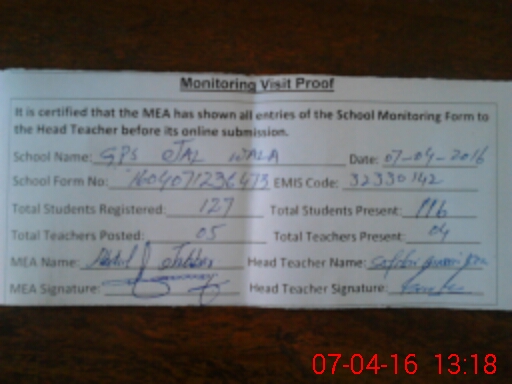 Monitoring Visit Proof
It is certified that the MEA has shown all entries of the School Monitoring Form to
the Head Teacher before its online submission.
School Name: GPS WALA Date: 07-04-2016
School Form No: EMIS Code: 32330142
Total Students Registered: 127 Total Students Present: 116
Total Teachers Posted: 05 Total Teachers Present: 04
MEA Name: Head Teacher Name:
MEA Signature: Head Teacher Signature:
07-04-16 13:18